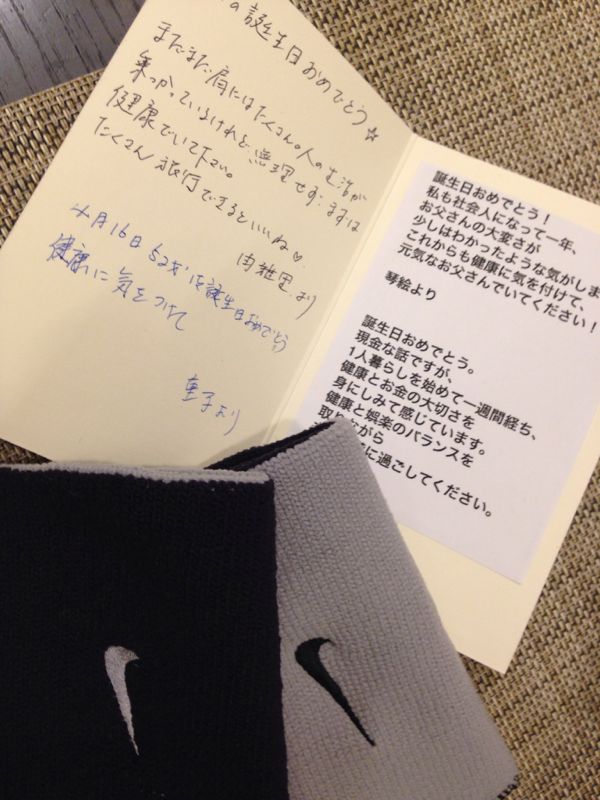 の誕生日おめでとう☆
まだまだ肩にはたくさんの人の生活が
乗っかっているけれど無理せず、まずは
健康でいて下さい。
たくさん旅行できるといいね♡
由雅里より
4月16日 52才 お誕生日おめでとう
健康に気をつけて
重子より
誕生日おめでとう!
私も社会人になって一年、
お父さんの大変さが
少しはわかったような気がしま
これからも健康に気を付けて、
元気なお父さんでいてください!
琴絵より
誕生日おめでとう。
現金な話ですが、
1人暮らしを始めて一週間経ち、
健康とお金の大切さを
身にしみて感じています。
健康と娯楽のバランスを
取りながら
に過ごしてください。